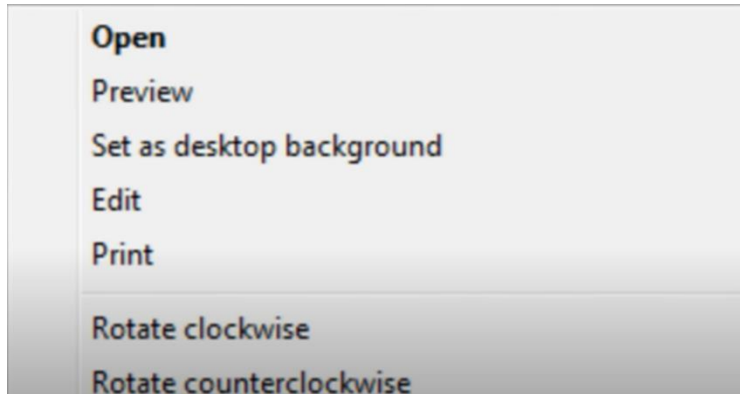 Open
Preview
Set as desktop background
Edit
Print
Rotate clockwise
Rotate counterclockwise